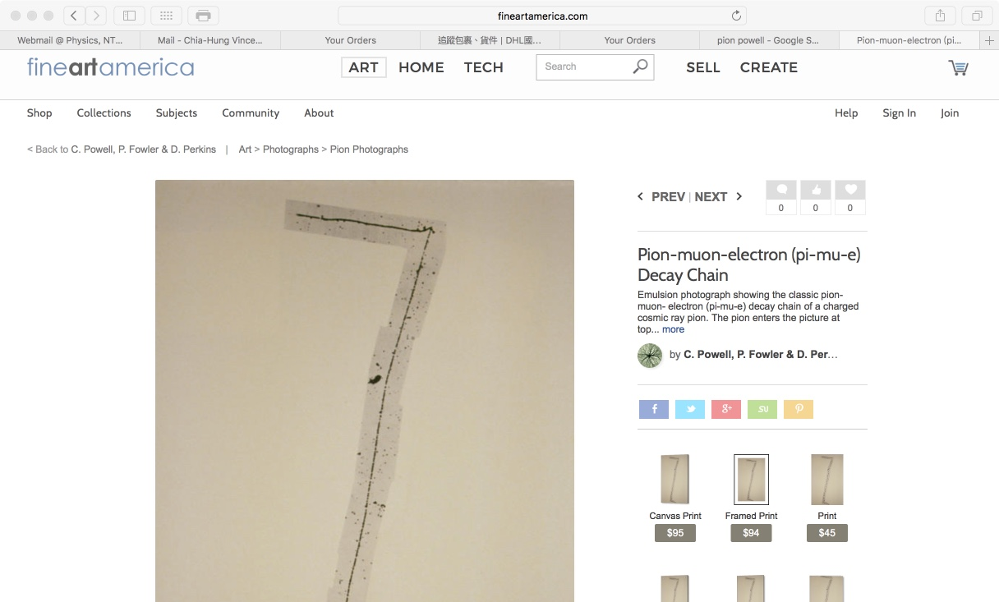 fineartamerica.com
Webmail @ Physics, NT...
Mail - Chia-Hung Vince...
Your Orders
追蹤包裹、貨件 | DHL國...
Your Orders
pion powell - Google S...
Pion-muon-electron (pi...
fineartamerica
ART HOME TECH
Search
SELL CREATE
Shop Collections Subjects Community About
Help Sign In Join
< Back to C. Powell, P. Fowler & D. Perkins | Art > Photographs > Pion Photographs
PREV | NEXT
0 0 0
Pion-muon-electron (pi-mu-e)
Decay Chain
Emulsion photograph showing the classic pion-
muon- electron (pi-mu-e) decay chain of a charged
cosmic ray pion. The pion enters the picture at
top... more
by C. Powell, P. Fowler & D. Per...
Canvas Print Framed Print Print
$95 $94 $45